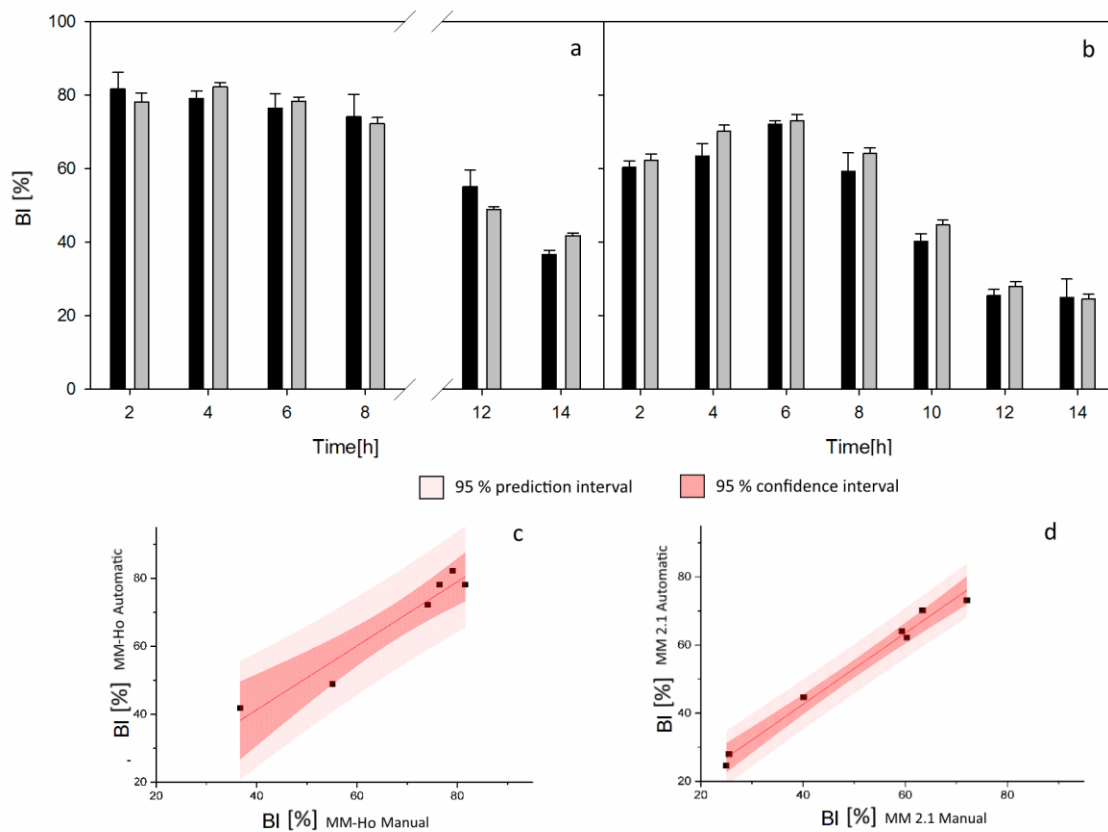 100
a
b
80
60
BI [%]
40
20
0
2 4 6 8 12 14 2 4 6 8 10 12 14
Time[h] Time[h]
95 % prediction interval 95 % confidence interval
c
d
BI [%] MM-Ho Automatic
80
60
40
20
20 40 60 80
BI [%] MM-Ho Manual
BI [%] MM 2.1 Automatic
80
60
40
20
20 40 60 80
BI [%] MM 2.1 Manual